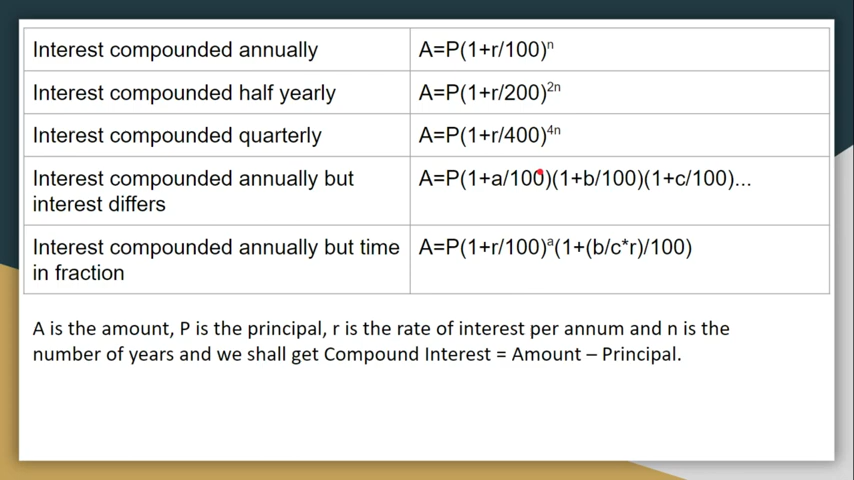 Interest compounded annually
A=P(1+r/100)ⁿ
Interest compounded half yearly
A=P(1+r/200)²ⁿ
Interest compounded quarterly
A=P(1+r/400)⁴ⁿ
Interest compounded annually but
interest differs
A=P(1+a/100)(1+b/100)(1+c/100)...
Interest compounded annually but time
in fraction
A=P(1+r/100)ᵃ(1+(b/c*r)/100)
A is the amount, P is the principal, r is the rate of interest per annum and n is the
number of years and we shall get Compound Interest = Amount – Principal.